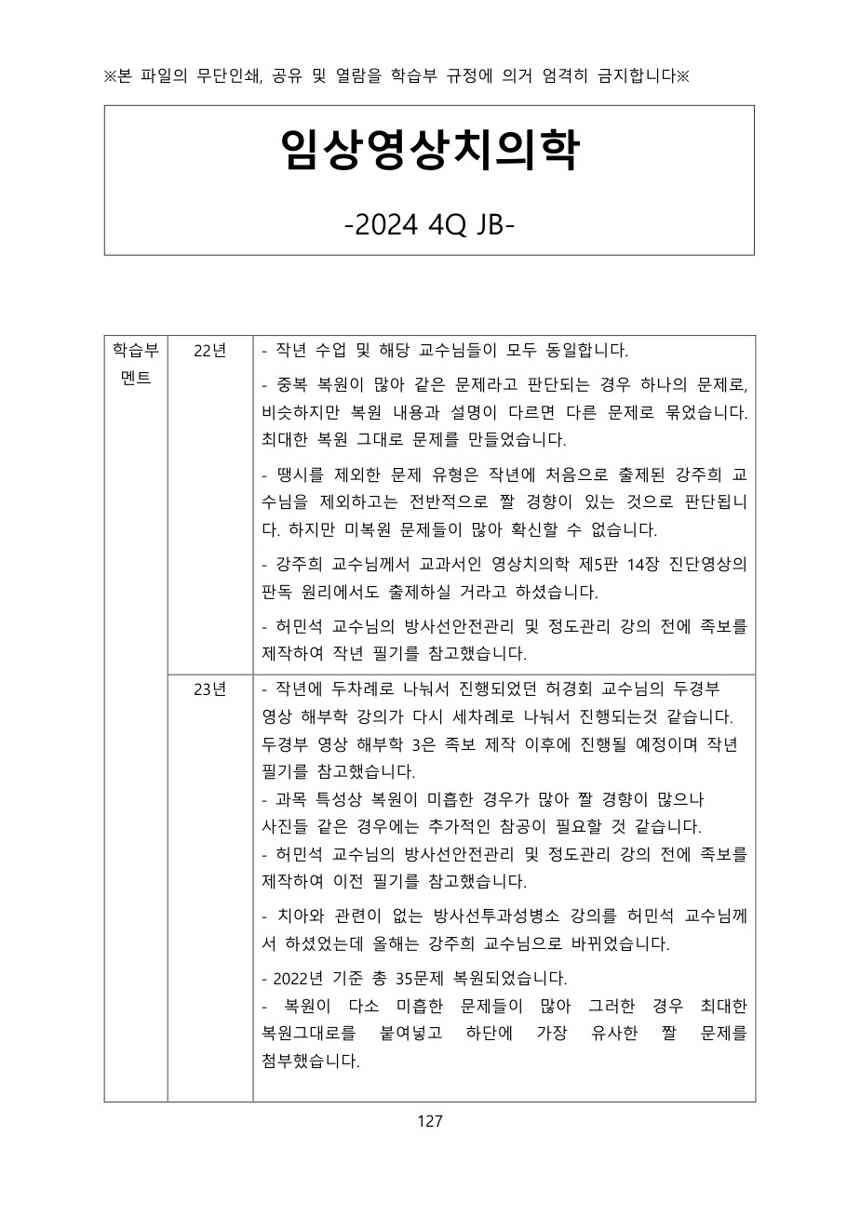 ※본 파일의 무단인쇄, 공유 및 열람을 학습부 규정에 의거 엄격히 금지합니다※
임상영상치의학
-2024 4Q JB-
학습부
멘트
22년
- 작년 수업 및 해당 교수님들이 모두 동일합니다.
- 중복 복원이 많아 같은 문제라고 판단되는 경우 하나의 문제로,
비슷하지만 복원 내용과 설명이 다르면 다른 문제로 묶었습니다.
최대한 복원 그대로 문제를 만들었습니다.
- 땡시를 제외한 문제 유형은 작년에 처음으로 출제된 강주희 교
수님을 제외하고는 전반적으로 짤 경향이 있는 것으로 판단됩니
다. 하지만 미복원 문제들이 많아 확신할 수 없습니다.
- 강주희 교수님께서 교과서인 영상치의학 제5판 14장 진단영상의
판독 원리에서도 출제하실 거라고 하셨습니다.
- 허민석 교수님의 방사선안전관리 및 정도관리 강의 전에 족보를
제작하여 작년 필기를 참고했습니다.
23년
- 작년에 두차례로 나눠서 진행되었던 허경회 교수님의 두경부
영상 해부학 강의가 다시 세차례로 나눠서 진행되는것 같습니다.
두경부 영상 해부학 3은 족보 제작 이후에 진행될 예정이며 작년
필기를 참고했습니다.
- 과목 특성상 복원이 미흡한 경우가 많아 짤 경향이 많으나
사진들 같은 경우에는 추가적인 참공이 필요할 것 같습니다.
- 허민석 교수님의 방사선안전관리 및 정도관리 강의 전에 족보를
제작하여 이전 필기를 참고했습니다.
- 치아와 관련이 없는 방사선투과성병소 강의를 허민석 교수님께
서 하셨었는데 올해는 강주희 교수님으로 바뀌었습니다.
- 2022년 기준 총 35문제 복원되었습니다.
- 복원이 다소 미흡한 문제들이 많아 그러한 경우 최대한
복원그대로를 붙여넣고 하단에 가장 유사한 짤 문제를
첨부했습니다.
127